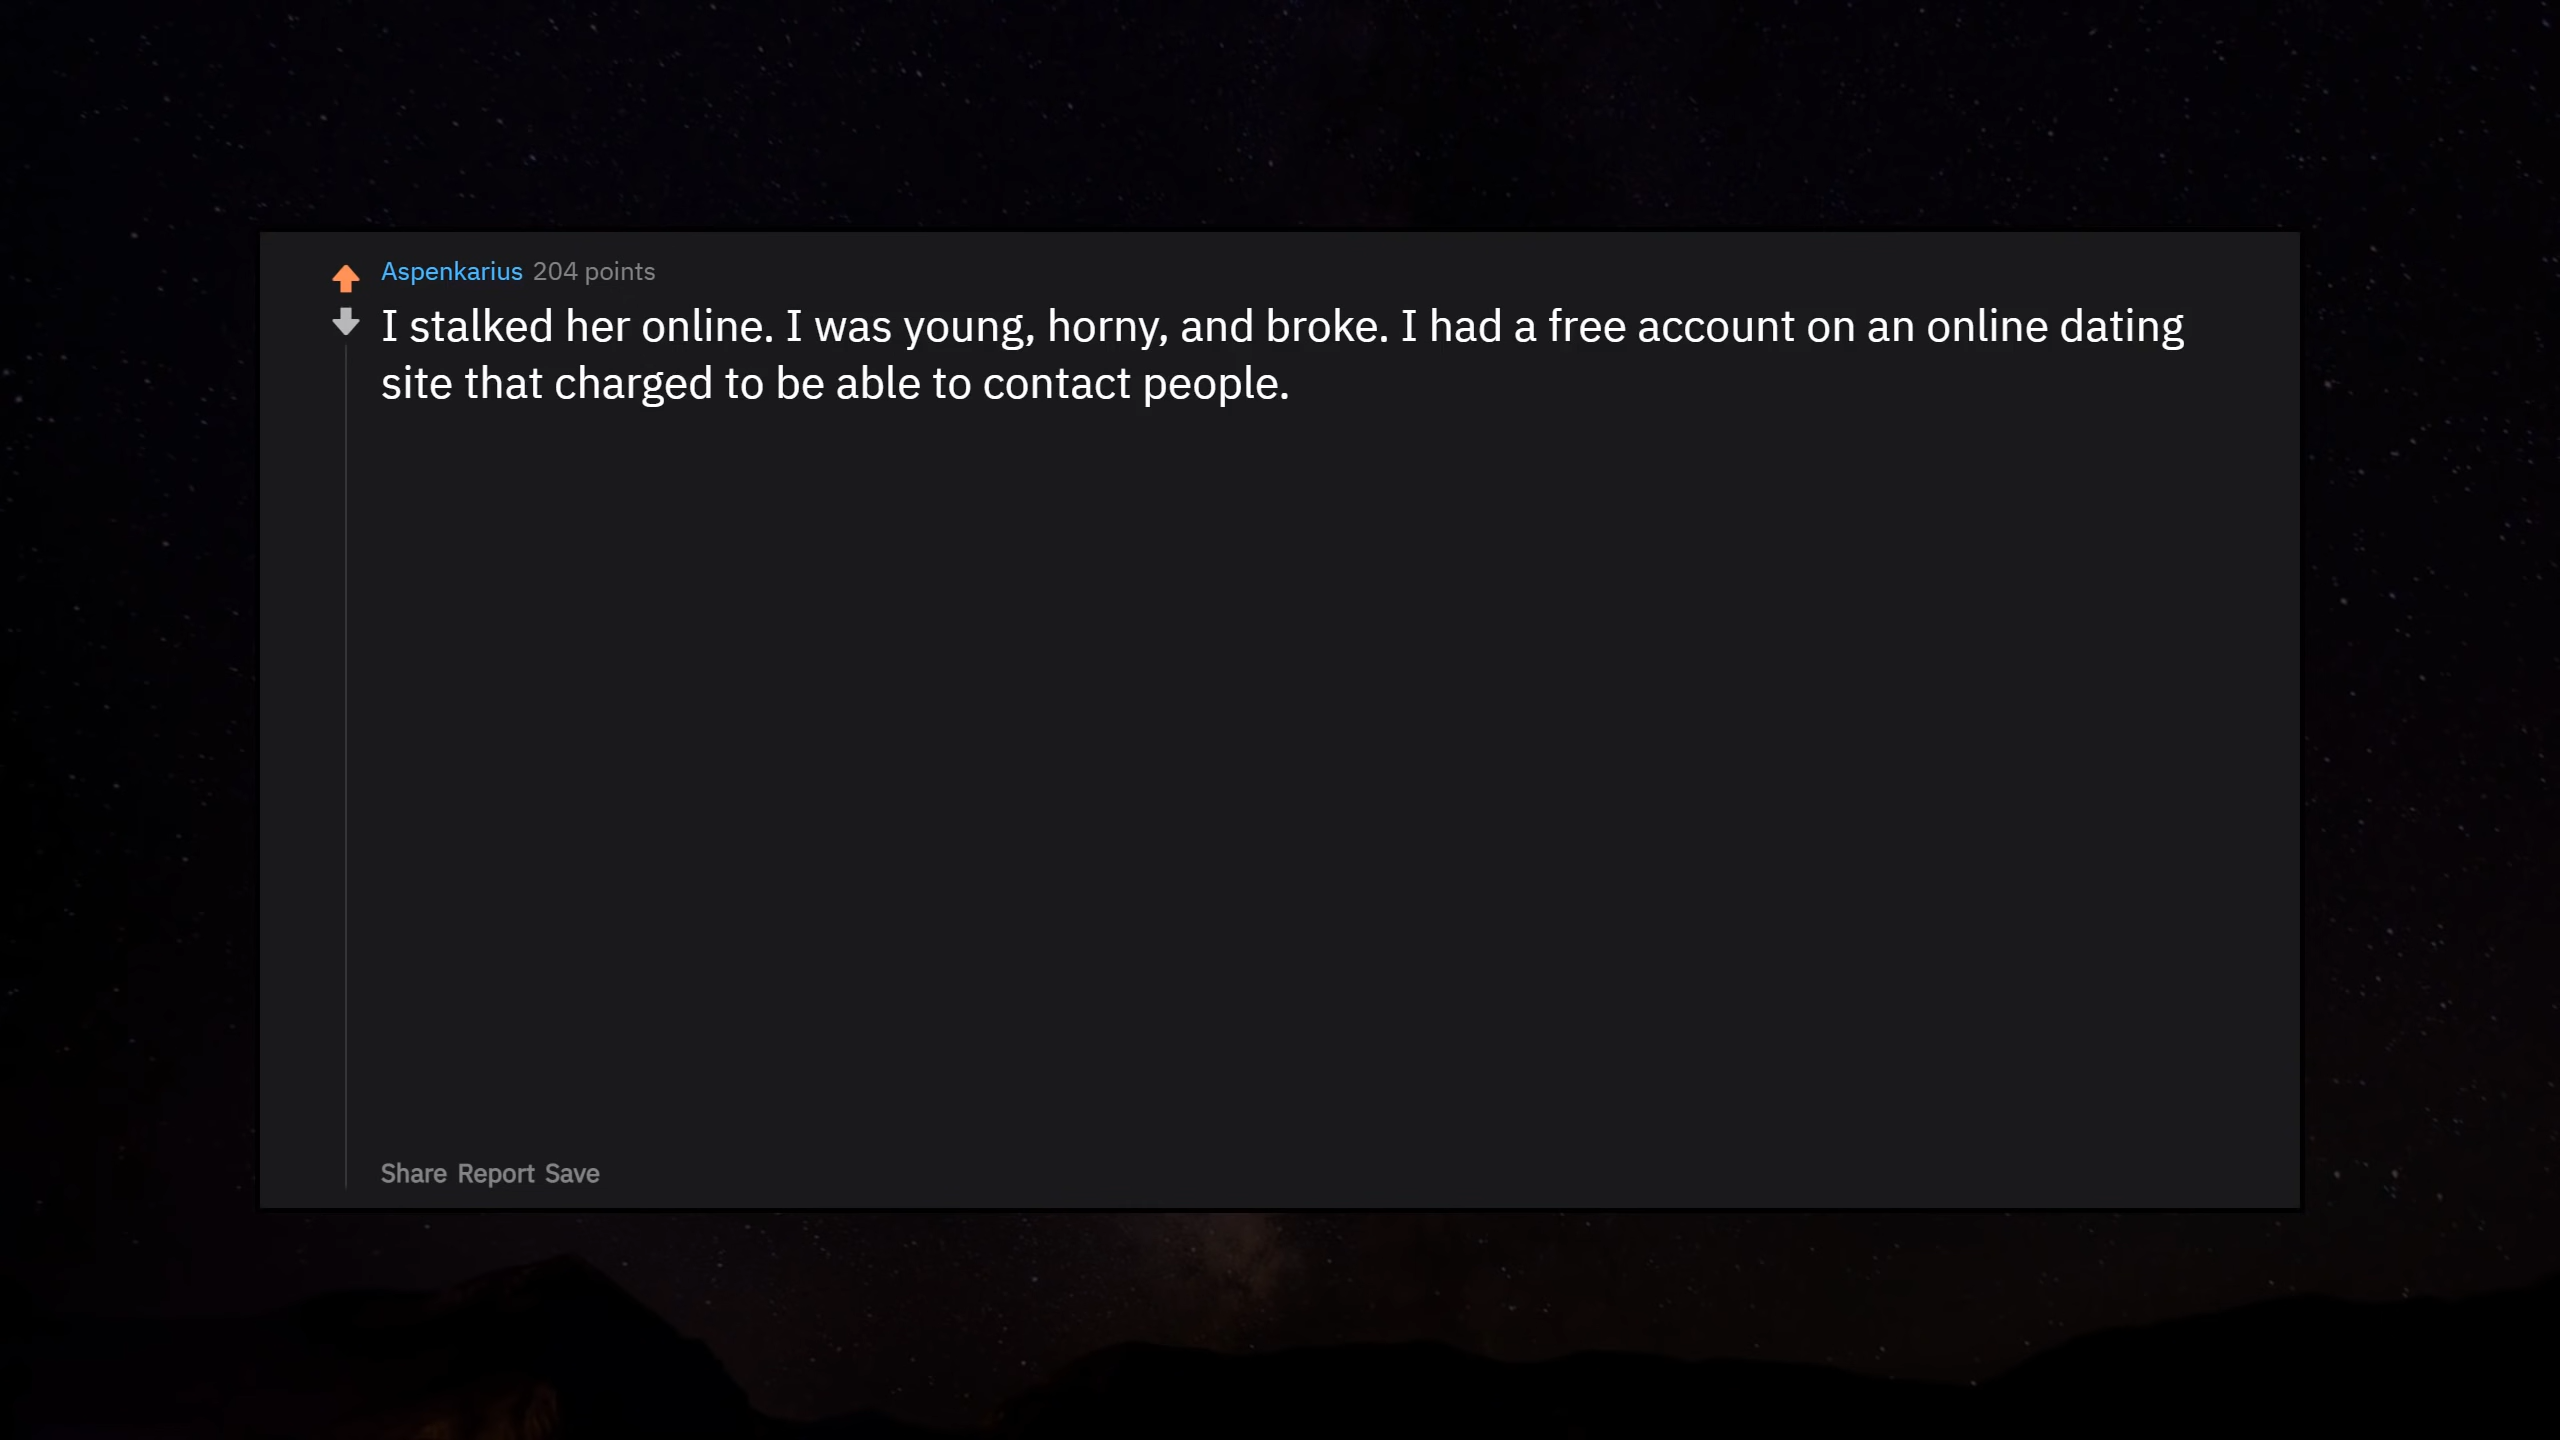 Aspenkarius 204 points
I stalked her online. I was young, horny, and broke. I had a free account on an online dating
site that charged to be able to contact people.
Share Report Save